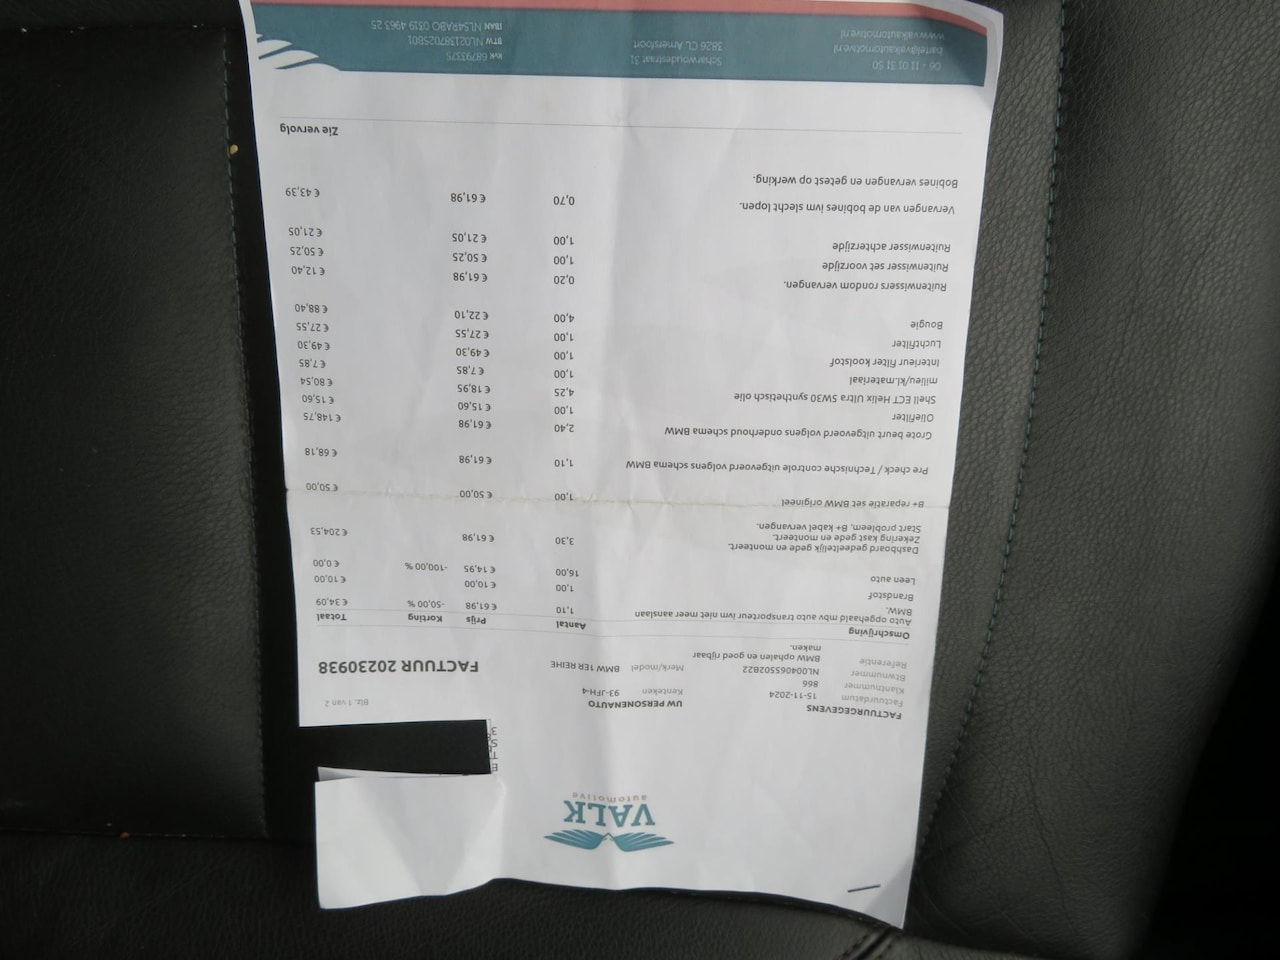 VALK
automotive
Blz. 1 van 2
FACTUURGEGEVENS
Factuurdatum 15-11-2024
Klantnummer 866
Btwnummer NL004065502B22
Referentie BMW ophalen en goed rijbaar
maken.
UW PERSONENAUTO
Kenteken 93-JFH-4
Merk/model BMW 1ER REIHE
FACTUUR 20230938
Omschrijving Aantal Prijs Korting Totaal
Auto opgehaald mbv auto transporteur ivm niet meer aanslaan 1,10 € 61,98 -50,00 % € 34,09
BMW.
Brandstof 1,00 € 10,00 € 10,00
Leen auto 16,00 € 14,95 -100,00 % € 0,00
Dashboard gedeeltelijk gede en monteert. 3,30 € 61,98 € 204,53
Zekering kast gede en monteert.
Start probleem, B+ kabel vervangen.
B+ reparatie set BMW origineel 1,00 € 50,00 € 50,00
Pre check / Technische controle uitgevoerd volgens schema BMW 1,10 € 61,98 € 68,18
Grote beurt uitgevoerd volgens onderhoud schema BMW 2,40 € 61,98 € 148,75
Oliefilter 1,00 € 15,60 € 15,60
Shell ECT Helix Ultra 5W30 synthetisch olie 4,25 € 18,95 € 80,54
milieu/kl.materiaal 1,00 € 7,85 € 7,85
Interieur filter koolstof 1,00 € 49,30 € 49,30
Luchtfilter 1,00 € 27,55 € 27,55
Bougie 4,00 € 22,10 € 88,40
Ruitenwissers rondom vervangen. 0,20 € 61,98 € 12,40
Ruitenwisser set voorzijde 1,00 € 50,25 € 50,25
Ruitenwisser achterzijde 1,00 € 21,05 € 21,05
Vervangen van de bobines ivm slecht lopen. 0,70 € 61,98 € 43,39
Bobines vervangen en getest op werking.
Zie vervolg
06 - 11 01 31 50
bartel@valkautomotive.nl
www.valkautomotive.nl
Scharwoudestraat 31
3826 CL Amersfoort
KVK 68793375
BTW NL021387025B01
IBAN NL54RABO 0319 4963 25